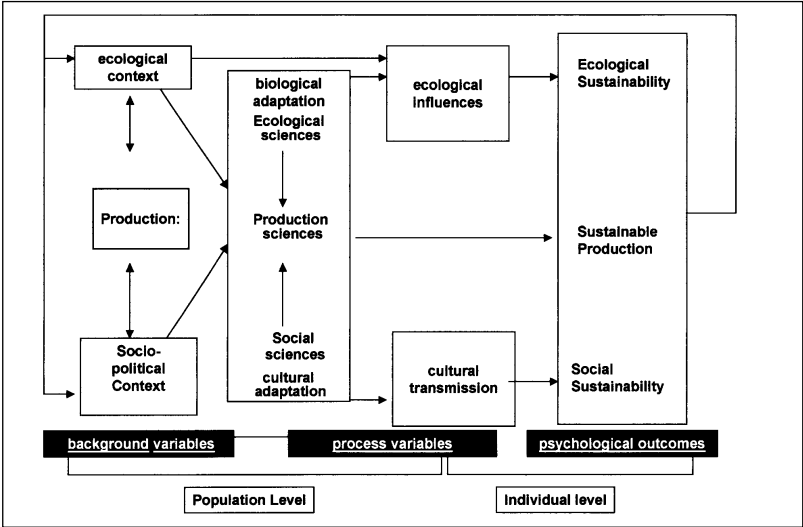 ecological
context
Production:
Socio-
political
Context
biological
adaptation
Ecological
sciences
Production
sciences
Social
sciences
cultural
adaptation
ecological
influences
cultural
transmission
Ecological
Sustainability
Sustainable
Production
Social
Sustainability
background variables
process variables
psychological outcomes
Population Level
Individual level